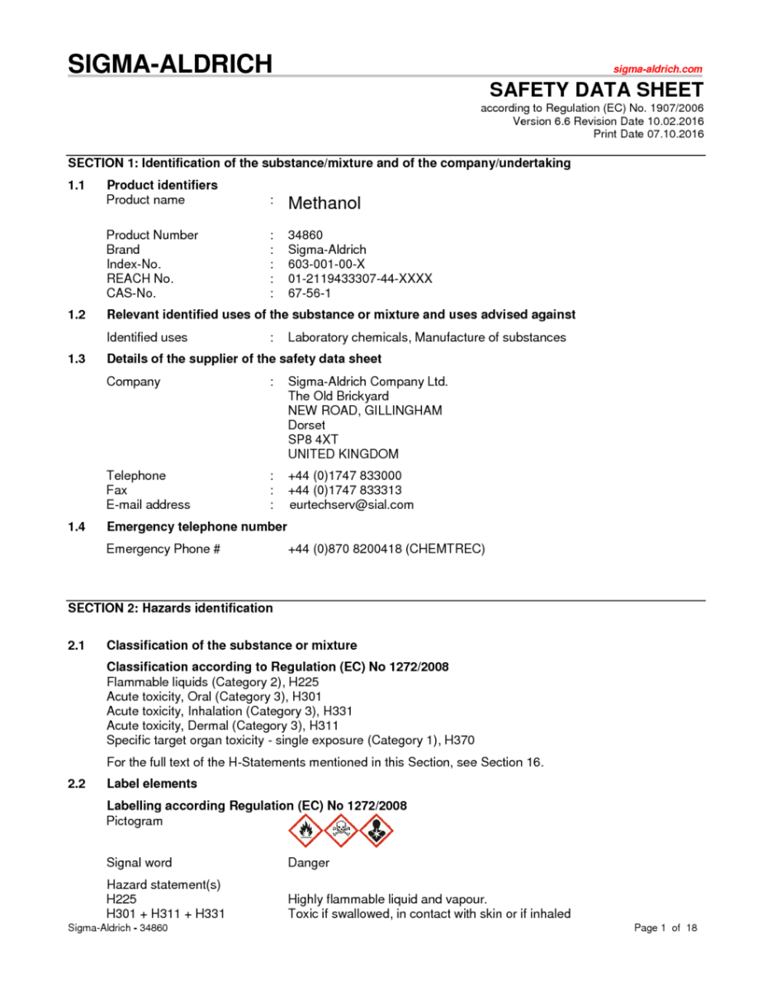 SIGMA-ALDRICH
sigma-aldrich.com
SAFETY DATA SHEET
according to Regulation (EC) No. 1907/2006
Version 6.6 Revision Date 10.02.2016
Print Date 07.10.2016
SECTION 1: Identification of the substance/mixture and of the company/undertaking
1.1 Product identifiers
Product name : Methanol
Product Number : 34860
Brand : Sigma-Aldrich
Index-No. : 603-001-00-X
REACH No. : 01-2119433307-44-XXXX
CAS-No. : 67-56-1
1.2 Relevant identified uses of the substance or mixture and uses advised against
Identified uses : Laboratory chemicals, Manufacture of substances
1.3 Details of the supplier of the safety data sheet
Company : Sigma-Aldrich Company Ltd.
The Old Brickyard
NEW ROAD, GILLINGHAM
Dorset
SP8 4XT
UNITED KINGDOM
Telephone : +44 (0)1747 833000
Fax : +44 (0)1747 833313
E-mail address : eurtechserv@sial.com
1.4 Emergency telephone number
Emergency Phone # +44 (0)870 8200418 (CHEMTREC)
SECTION 2: Hazards identification
2.1 Classification of the substance or mixture
Classification according to Regulation (EC) No 1272/2008
Flammable liquids (Category 2), H225
Acute toxicity, Oral (Category 3), H301
Acute toxicity, Inhalation (Category 3), H331
Acute toxicity, Dermal (Category 3), H311
Specific target organ toxicity - single exposure (Category 1), H370
For the full text of the H-Statements mentioned in this Section, see Section 16.
2.2 Label elements
Labelling according Regulation (EC) No 1272/2008
Pictogram
Signal word Danger
Hazard statement(s)
H225 Highly flammable liquid and vapour.
H301 + H311 + H331 Toxic if swallowed, in contact with skin or if inhaled
Sigma-Aldrich - 34860 Page 1 of 18